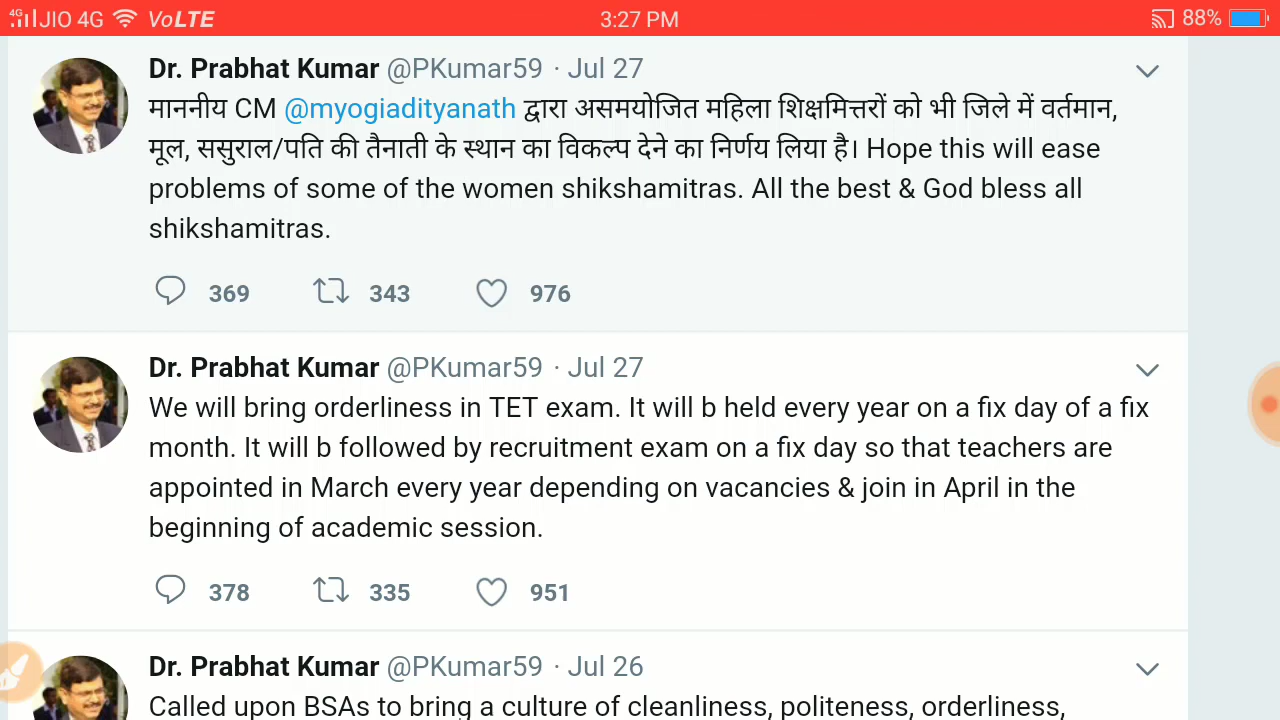 4G JIO 4G VoLTE 3:27 PM 88%
Dr. Prabhat Kumar @PKumar59 · Jul 27
माननीय CM @myogiadityanath द्वारा असमयोजित महिला शिक्षमित्तरों को भी जिले में वर्तमान,
मूल, ससुराल/पति की तैनाती के स्थान का विकल्प देने का निर्णय लिया है। Hope this will ease
problems of some of the women shikshamitras. All the best & God bless all
shikshamitras.
369 343 976
Dr. Prabhat Kumar @PKumar59 · Jul 27
We will bring orderliness in TET exam. It will b held every year on a fix day of a fix
month. It will b followed by recruitment exam on a fix day so that teachers are
appointed in March every year depending on vacancies & join in April in the
beginning of academic session.
378 335 951
Dr. Prabhat Kumar @PKumar59 · Jul 26
Called upon BSAs to bring a culture of cleanliness, politeness, orderliness,